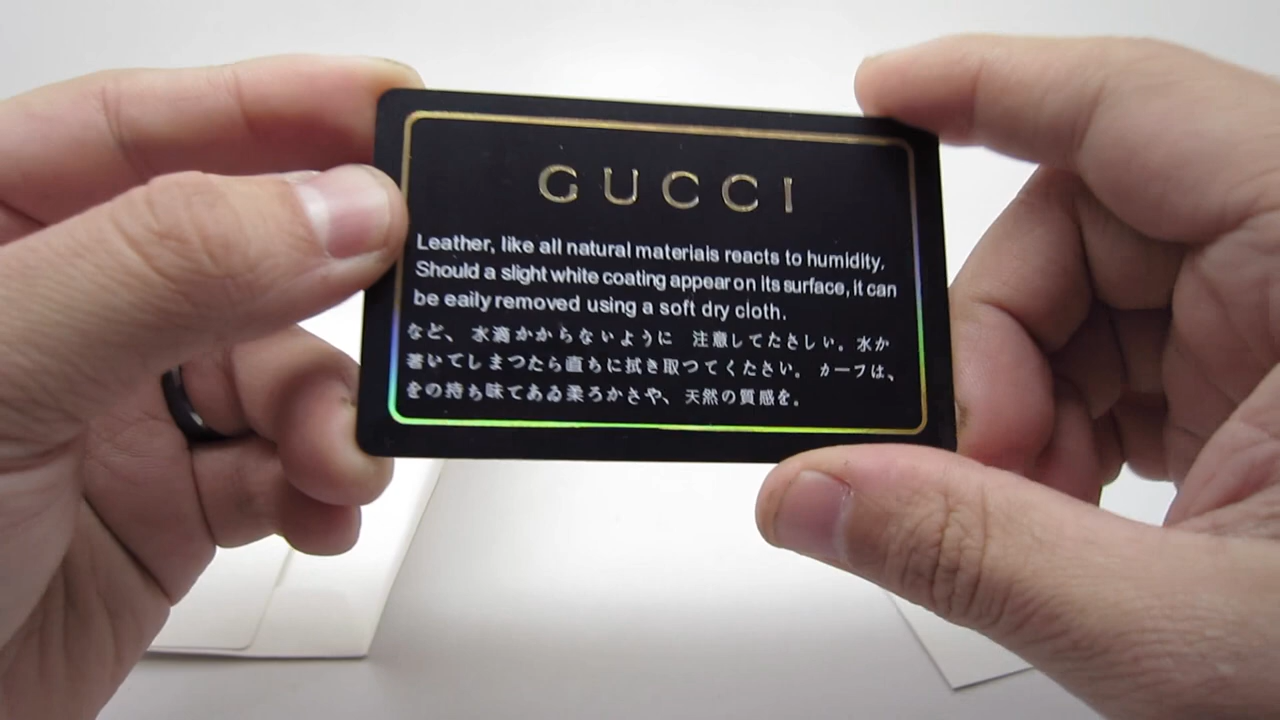 GUCCI
Leather, like all natural materials reacts to humidity.
Should a slight white coating appear on its surface, it can
be eaily removed using a soft dry cloth.
など、 水滴かからないように 注意してたさしい。水か
著いてしまつたら直ちに拭き取つてください。 カーフは、
をの持ち味てあゐ柔ろかさや、天然の質感を。